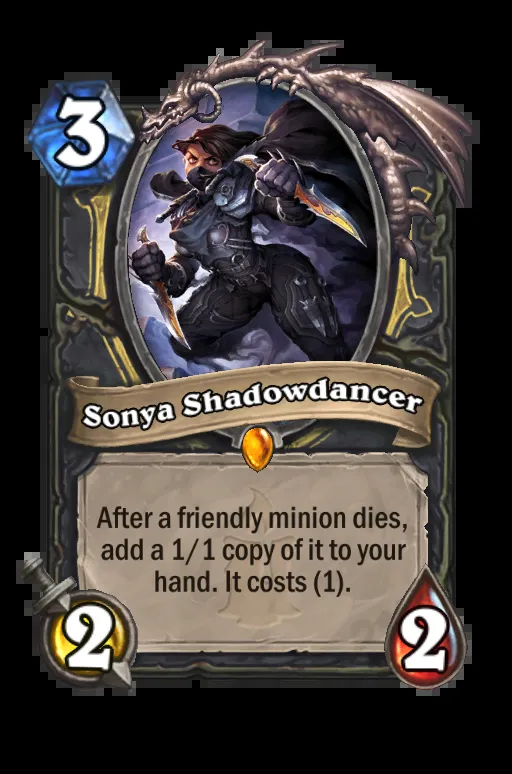 3
Sonya Shadowdancer
After a friendly minion dies,
add a 1/1 copy of it to your
hand. It costs (1).
2 2